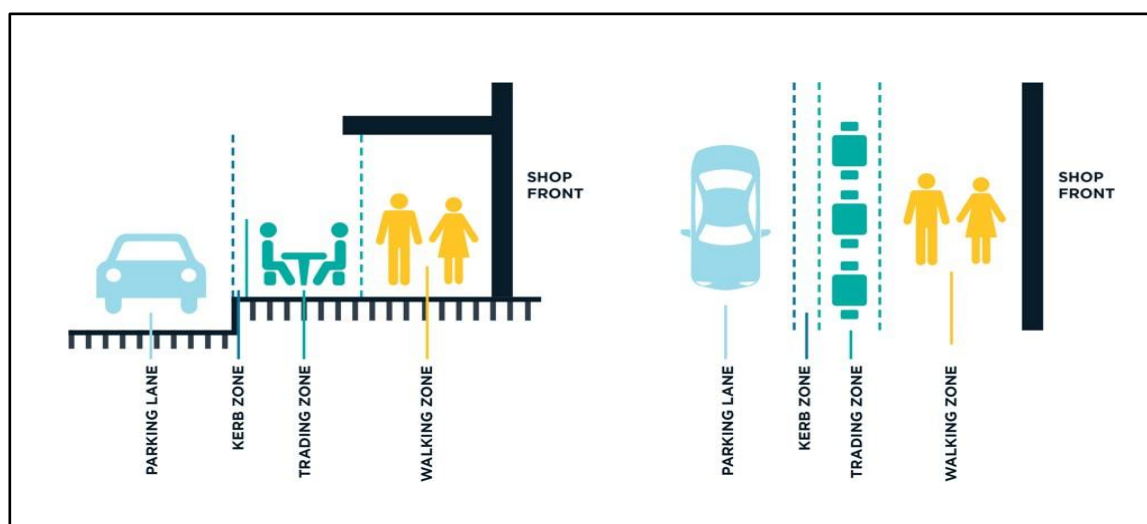 SHOP
FRONT
PARKING LANE
KERB ZONE
TRADING ZONE
WALKING ZONE
SHOP
FRONT
PARKING LANE
KERB ZONE
TRADING ZONE
WALKING ZONE